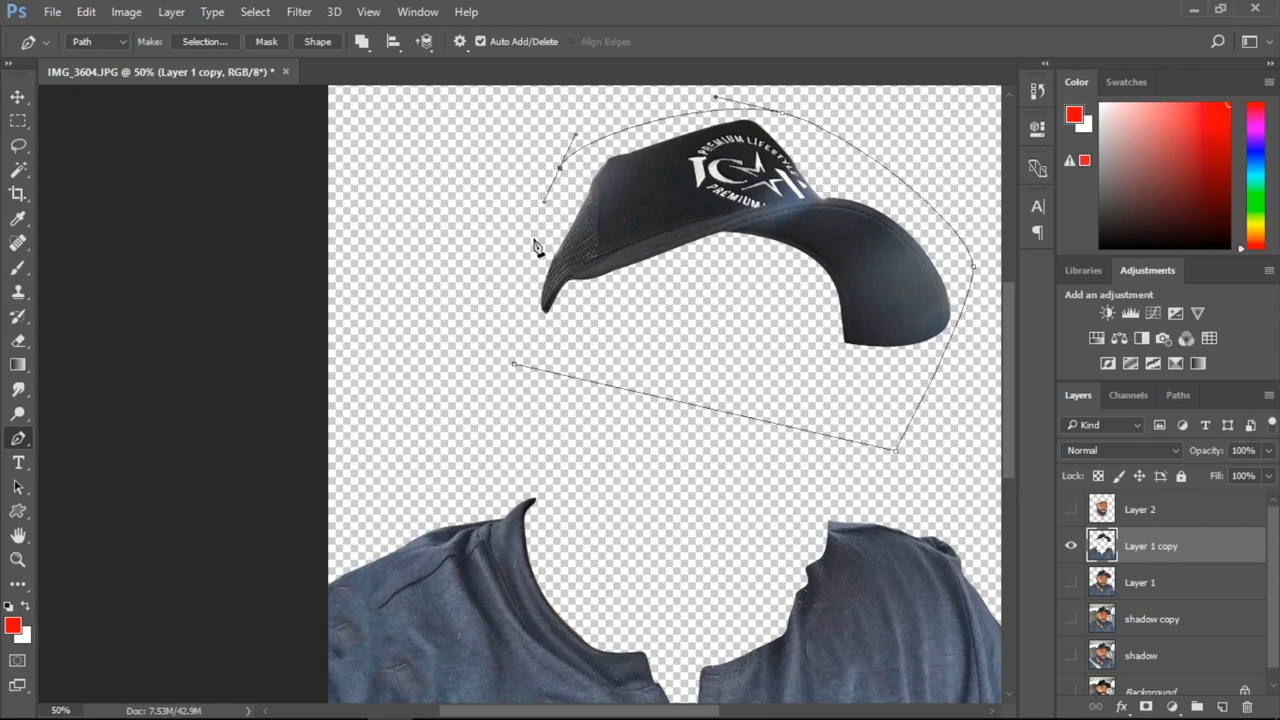 Ps File Edit Image Layer Type Select Filter 3D View Window Help
Path Make: Selection... Mask Shape Auto Add/Delete Align Edges
IMG_3604.JPG @ 50% (Layer 1 copy, RGB/8*) * ×
Color Swatches
PREMIUM LIFESTYLE
PREMIUM
Libraries Adjustments
Add an adjustment
Layers Channels Paths
Kind
Normal Opacity: 100%
Lock: Fill: 100%
Layer 2
Layer 1 copy
Layer 1
shadow copy
shadow
Background
50% Doc: 7.53M/42.9M